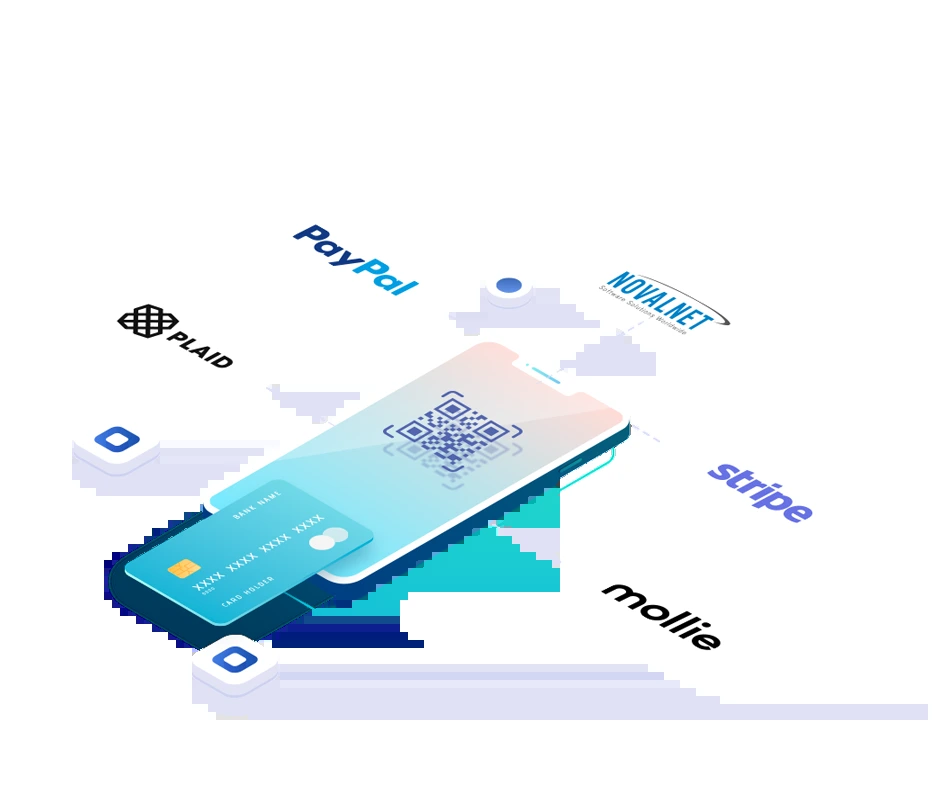 PayPal
NOVALNET
Software Solutions Worldwide
PLAID
stripe
BANK NAME
XXXX XXXX XXXX XXXX
CARD HOLDER
mollie